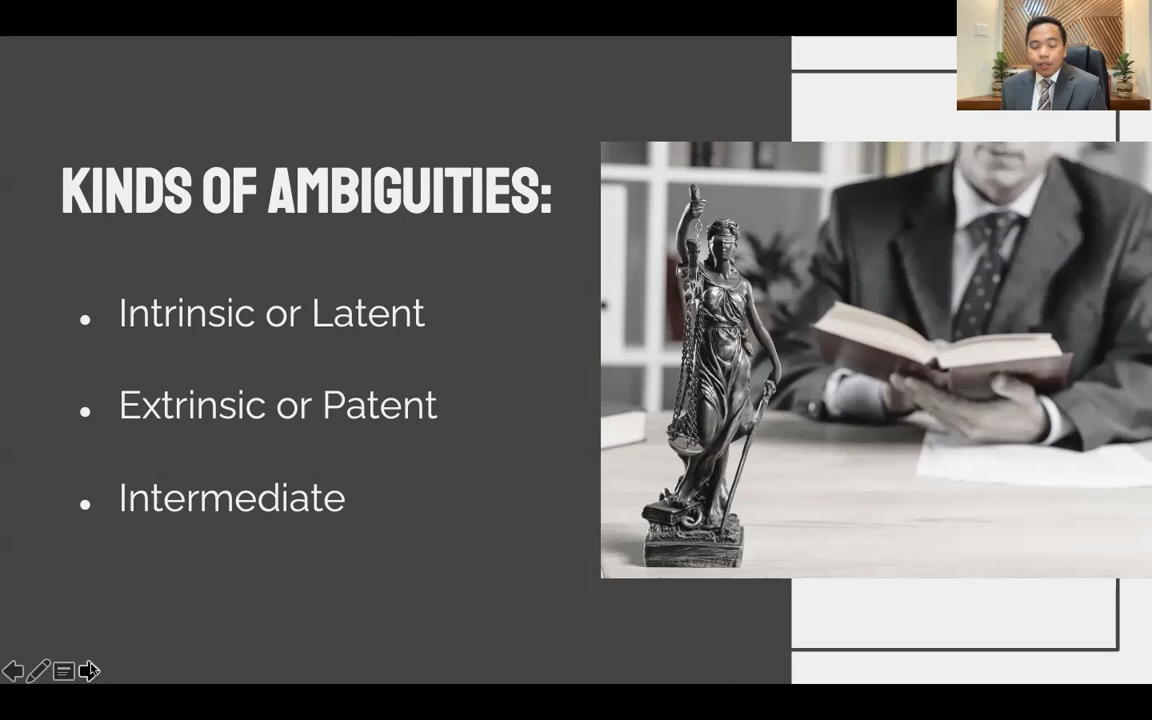 KINDS OF AMBIGUITIES:
• Intrinsic or Latent
• Extrinsic or Patent
• Intermediate